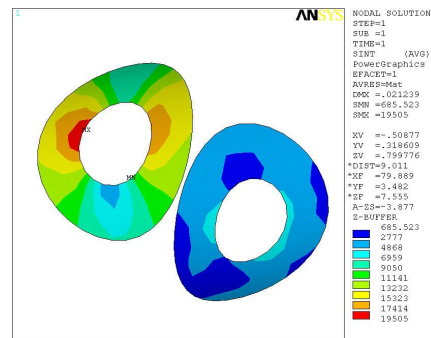 1
ANSYS
NODAL SOLUTION
STEP=1
SUB =1
TIME=1
SINT (AVG)
PowerGraphics
EFACET=1
AVRES=Mat
DMX =.021239
SMN =685.523
SMX =19505
XV =-.50877
YV =.318609
ZV =.799776
*DIST=9.011
*XF =79.889
*YF =3.482
*ZF =7.555
A-ZS=-3.877
Z-BUFFER
685.523
2777
4868
6959
9050
11141
13232
15323
17414
19505
MX
MN